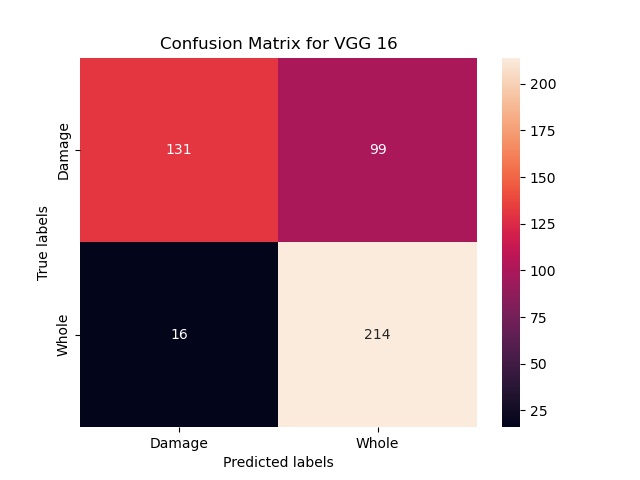 Confusion Matrix for VGG 16
True labels
Damage
Whole
131
99
16
214
Damage
Whole
Predicted labels
200
175
150
125
100
75
50
25